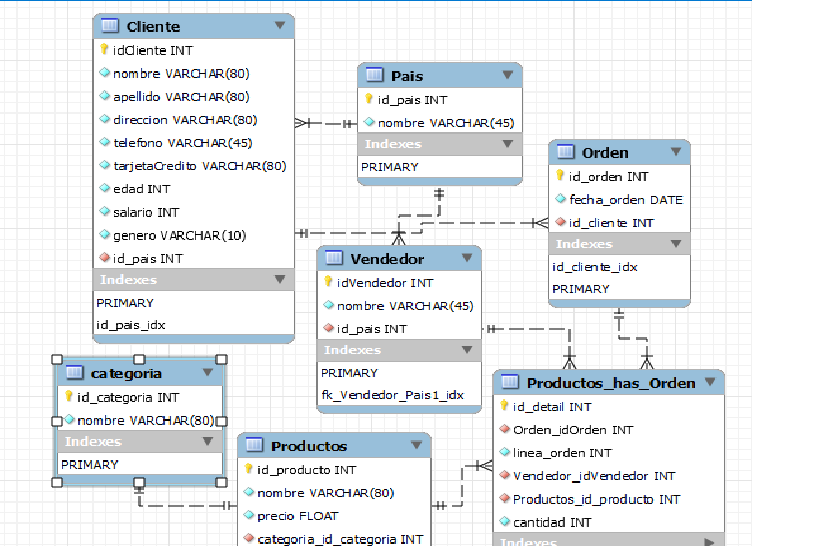 Cliente
idCliente INT
nombre VARCHAR(80)
apellido VARCHAR(80)
direccion VARCHAR(80)
telefono VARCHAR(45)
tarjetaCredito VARCHAR(80)
edad INT
salario INT
genero VARCHAR(10)
id_pais INT
Indexes
PRIMARY
id_pais_idx
Pais
id_pais INT
nombre VARCHAR(45)
Indexes
PRIMARY
Orden
id_orden INT
fecha_orden DATE
id_cliente INT
Indexes
id_cliente_idx
PRIMARY
Vendedor
idVendedor INT
nombre VARCHAR(45)
id_pais INT
Indexes
PRIMARY
fk_Vendedor_Pais1_idx
categoria
id_categoria INT
nombre VARCHAR(80)
Indexes
PRIMARY
Productos
id_producto INT
nombre VARCHAR(80)
precio FLOAT
categoria_id_categoria INT
Productos_has_Orden
id_detail INT
Orden_idOrden INT
linea_orden INT
Vendedor_idVendedor INT
Productos_id_producto INT
cantidad INT
Indexes